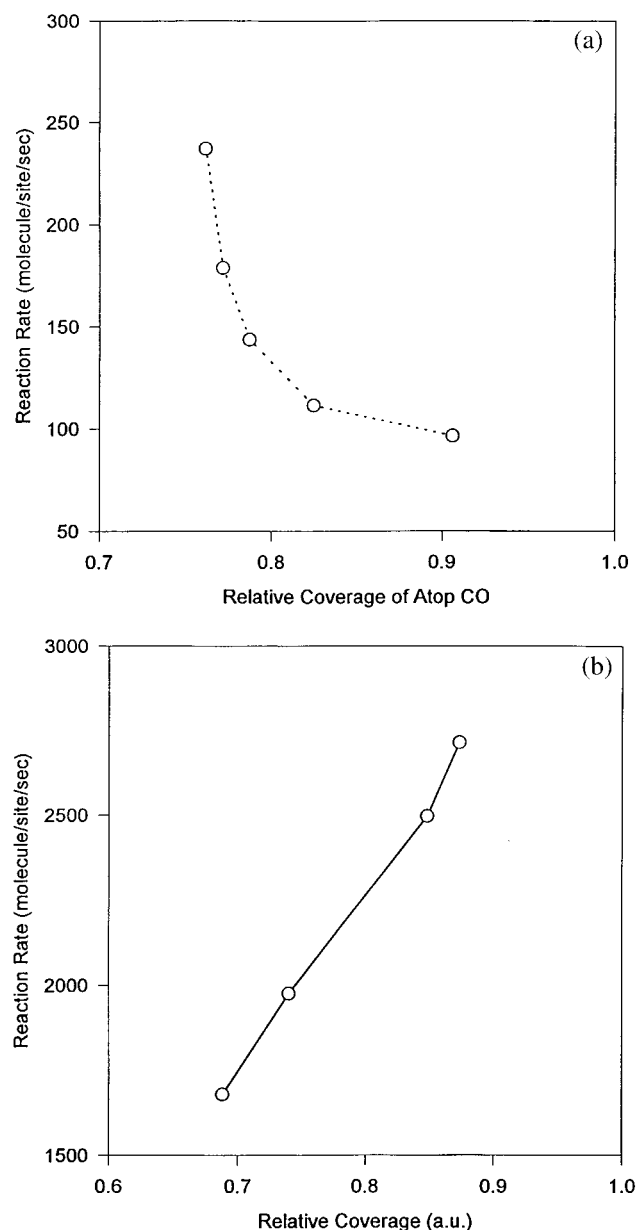 (a)
Reaction Rate (molecule/site/sec)
300
250
200
150
100
50
0.7 0.8 0.9 1.0
Relative Coverage of Atop CO
(b)
Reaction Rate (molecule/site/sec)
3000
2500
2000
1500
0.6 0.7 0.8 0.9 1.0
Relative Coverage (a.u.)